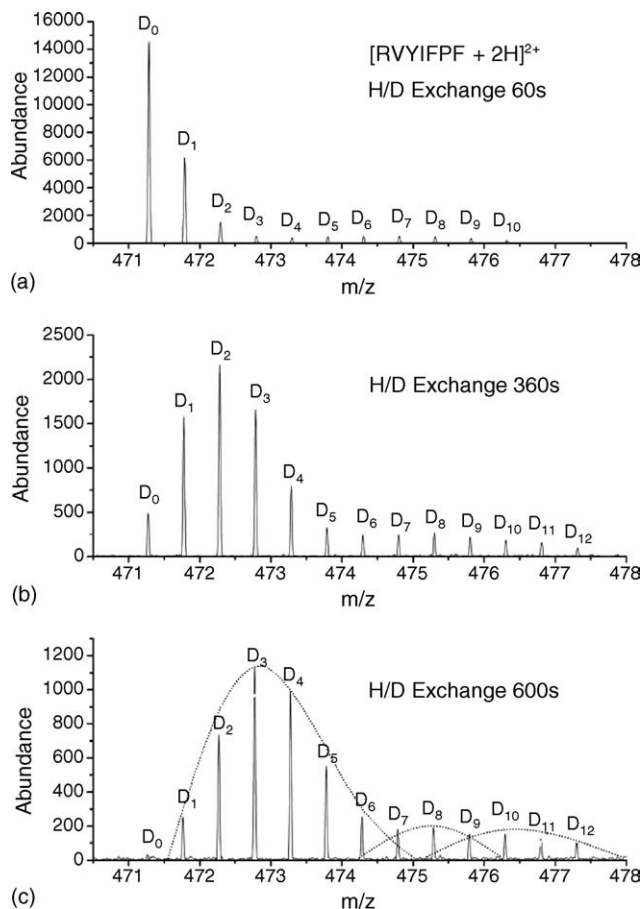 16000
14000
12000
10000
8000
6000
4000
2000
0
Abundance
D0
D1
D2
D3
D4
D5
D6
D7
D8
D9
D10
[RVYIFPF + 2H]²⁺
H/D Exchange 60s
471 472 473 474 475 476 477 478
m/z
(a)
2500
2000
1500
1000
500
0
Abundance
D0
D1
D2
D3
D4
D5
D6
D7
D8
D9
D10
D11
D12
H/D Exchange 360s
471 472 473 474 475 476 477 478
m/z
(b)
1200
1000
800
600
400
200
0
Abundance
D0
D1
D2
D3
D4
D5
D6
D7
D8
D9
D10
D11
D12
H/D Exchange 600s
471 472 473 474 475 476 477 478
m/z
(c)